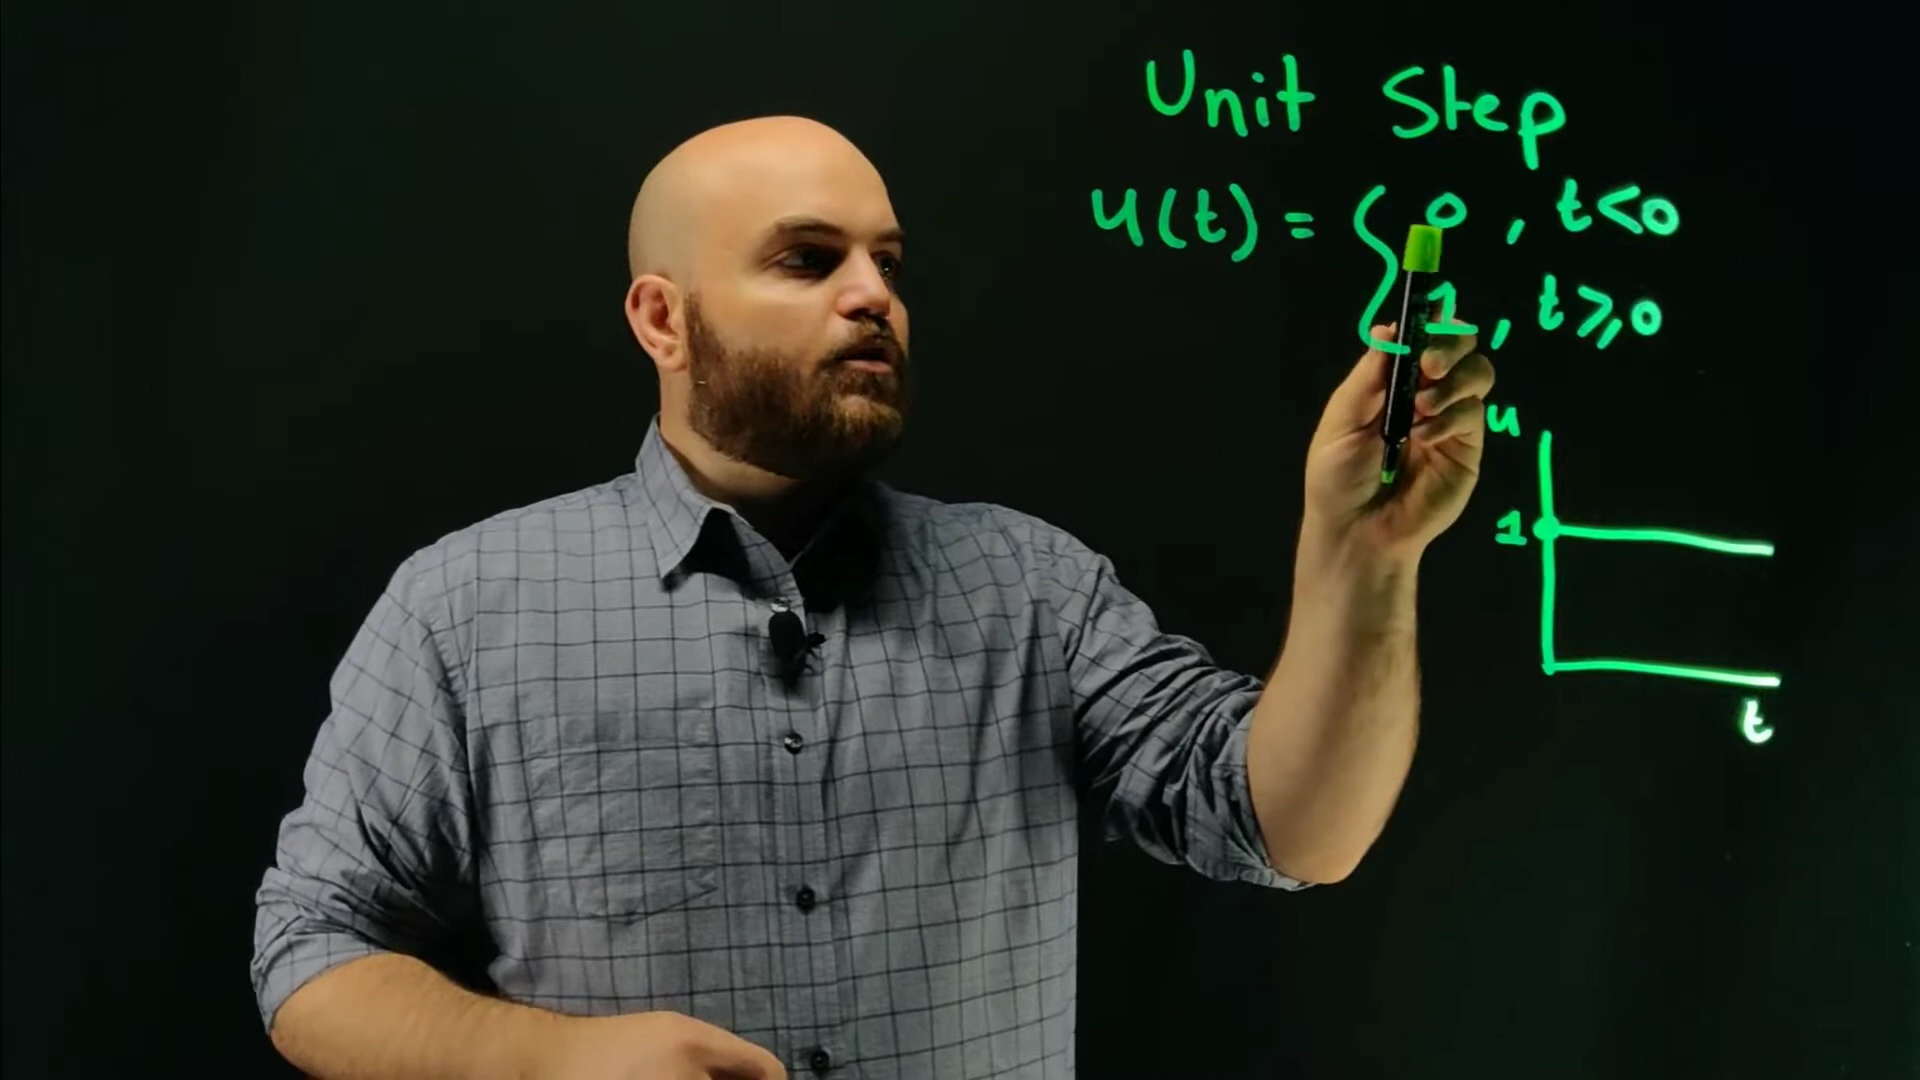 Unit Step
u(t) = { 0 , t<0
1 , t⩾0
u
1
t